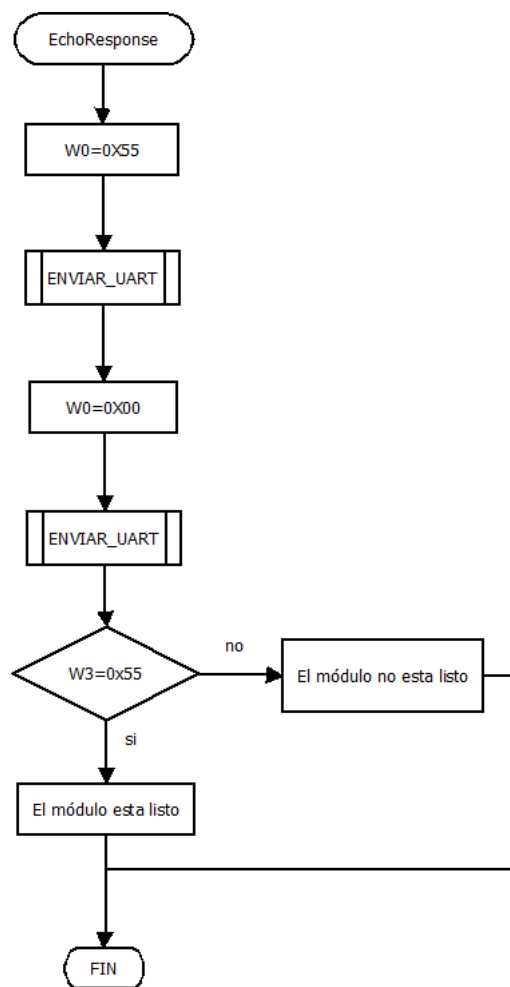 EchoResponse
W0=0X55
ENVIAR_UART
W0=0X00
ENVIAR_UART
W3=0x55
no
El módulo no esta listo
si
El módulo esta listo
FIN